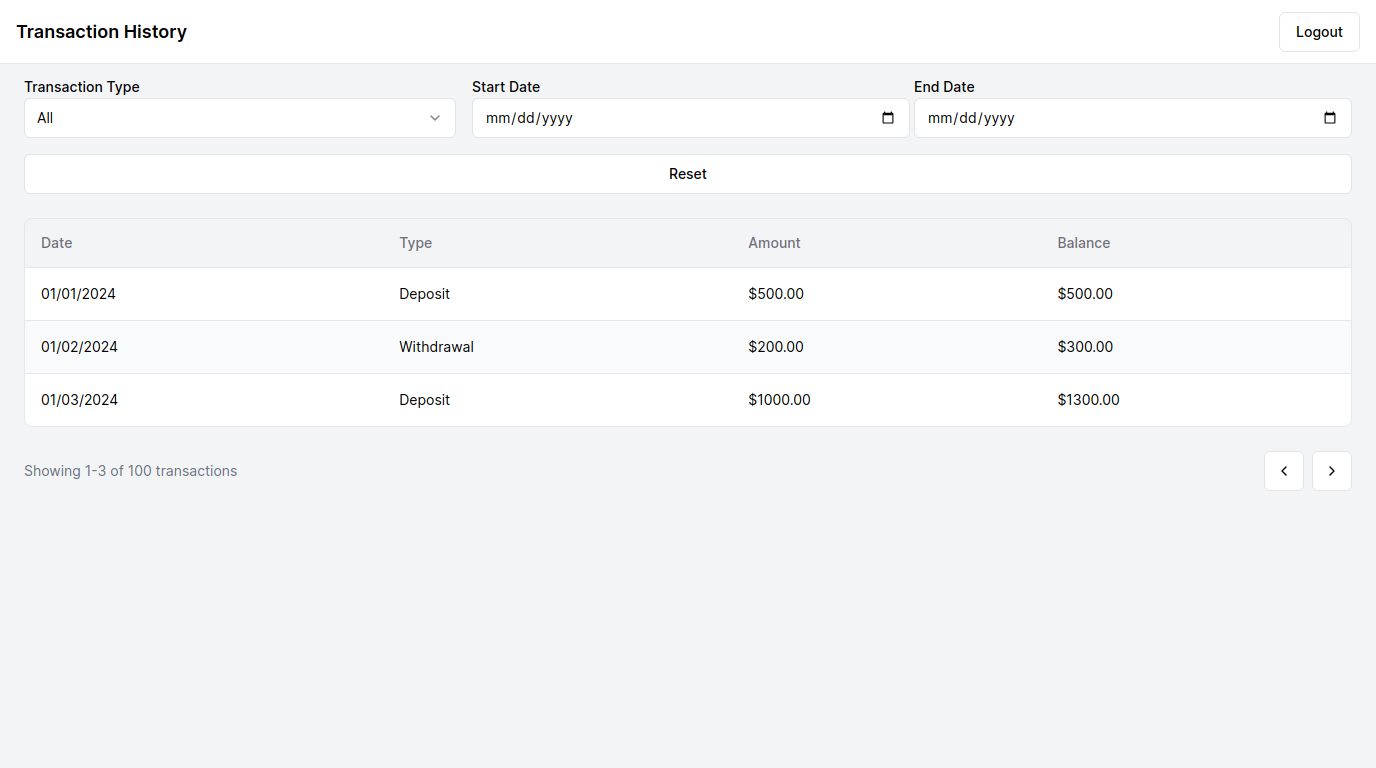 Transaction History
Logout
Transaction Type
Start Date
End Date
All
mm/dd/yyyy
mm/dd/yyyy
Reset
Date Type Amount Balance
01/01/2024 Deposit $500.00 $500.00
01/02/2024 Withdrawal $200.00 $300.00
01/03/2024 Deposit $1000.00 $1300.00
Showing 1-3 of 100 transactions